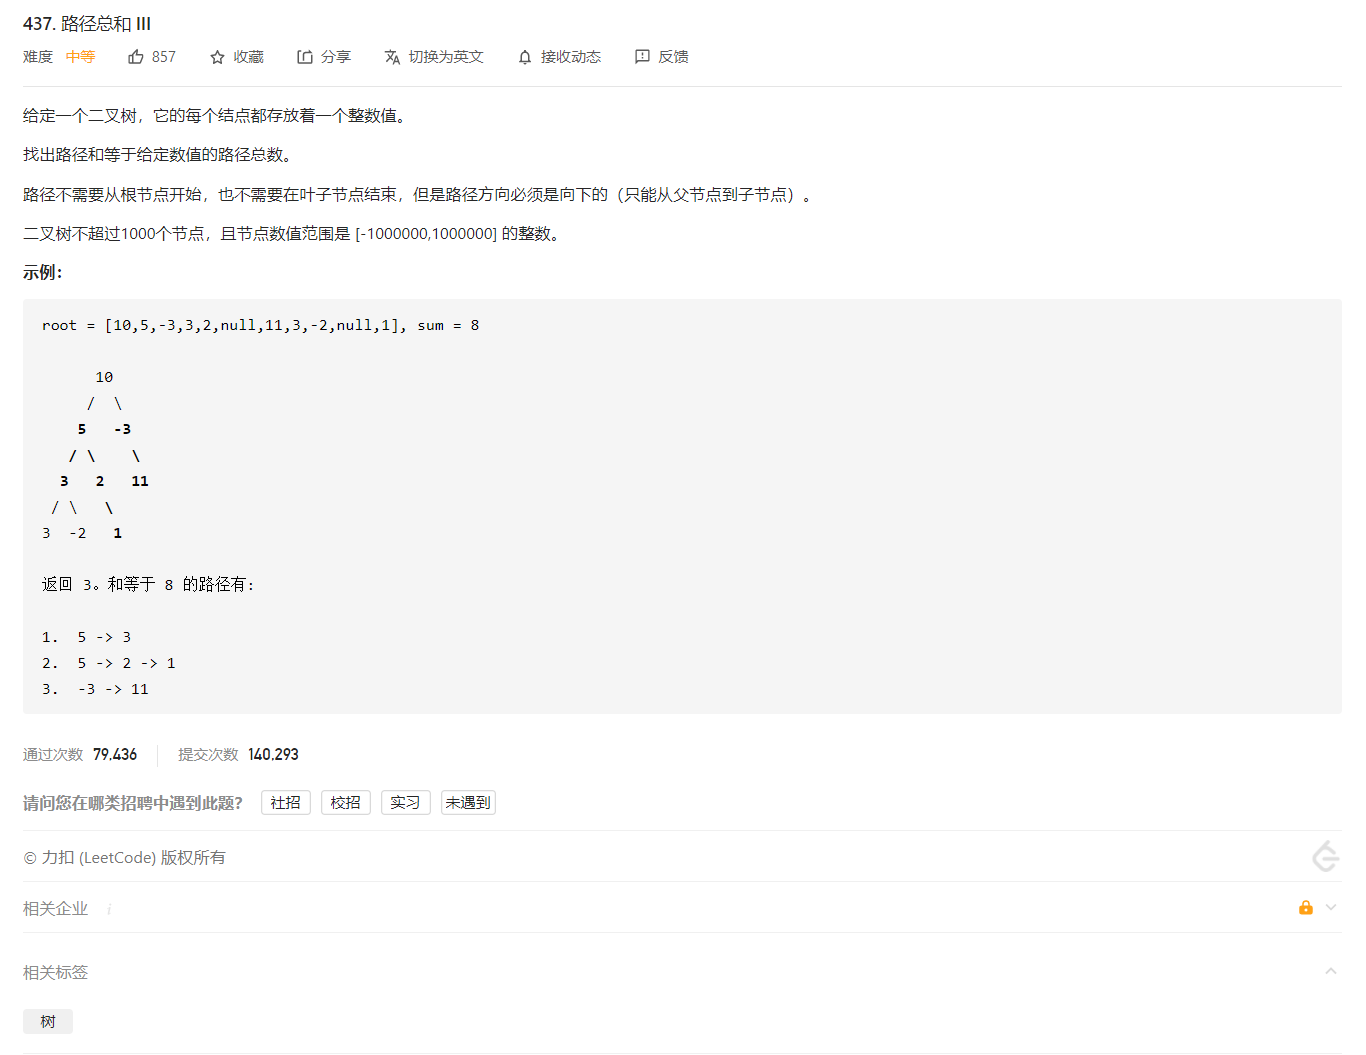 437. 路径总和 III
难度 中等 857 收藏 分享 切换为英文 接收动态 反馈
给定一个二叉树，它的每个结点都存放着一个整数值。
找出路径和等于给定数值的路径总数。
路径不需要从根节点开始，也不需要在叶子节点结束，但是路径方向必须是向下的（只能从父节点到子节点）。
二叉树不超过1000个节点，且节点数值范围是 [-1000000,1000000] 的整数。
示例：
root = [10,5,-3,3,2,null,11,3,-2,null,1], sum = 8
10
/ \
5 -3
/ \ \
3 2 11
/ \ \
3 -2 1
返回 3。和等于 8 的路径有:
1. 5 -> 3
2. 5 -> 2 -> 1
3. -3 -> 11
通过次数 79,436 提交次数 140,293
请问您在哪类招聘中遇到此题？ 社招 校招 实习 未遇到
© 力扣 (LeetCode) 版权所有
相关企业 i
相关标签
树